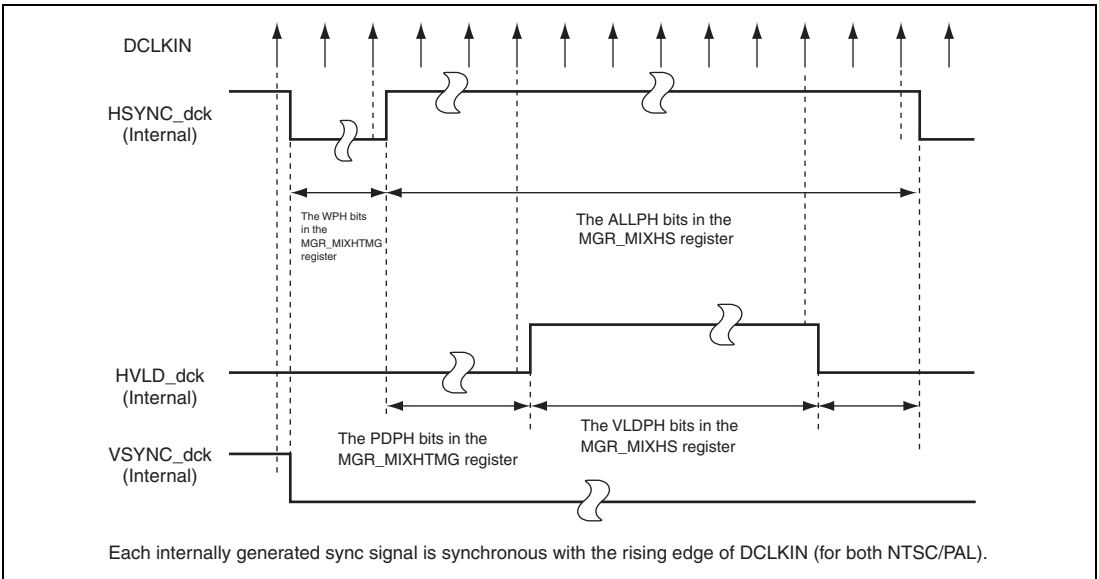 DCLKIN
HSYNC_dck
(Internal)
The WPH bits
in the
MGR_MIXHTMG
register
The ALLPH bits in the
MGR_MIXHS register
HVLD_dck
(Internal)
The PDPH bits in the
MGR_MIXHTMG register
The VLDPH bits in the
MGR_MIXHS register
VSYNC_dck
(Internal)
Each internally generated sync signal is synchronous with the rising edge of DCLKIN (for both NTSC/PAL).